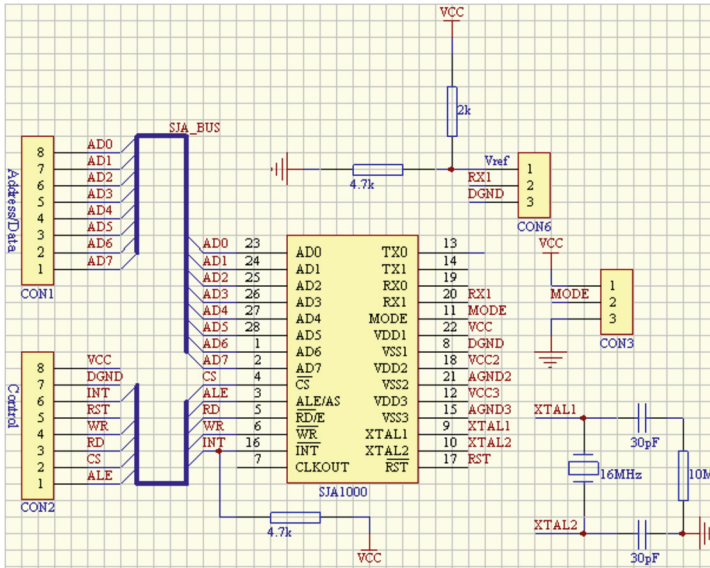 VCC
2k
4.7k
Vref
RX1
DGND
1
2
3
CON6
SJA_BUS
Address/Data
8
7
6
5
4
3
2
1
AD0
AD1
AD2
AD3
AD4
AD5
AD6
AD7
CON1
AD0 23 AD0 TX0 13
AD1 24 AD1 TX1 14
AD2 25 AD2 RX0 19
AD3 26 AD3 RX1 20 RX1
AD4 27 AD4 MODE 11 MODE
AD5 28 AD5 VDD1 22 VCC
AD6 1 AD6 VSS1 8 DGND
AD7 2 AD7 VDD2 18 VCC2
CS 4 CS VSS2 21 AGND2
ALE 3 ALE/AS VDD3 12 VCC3
RD 5 RD/E VSS3 15 AGND3
WR 6 WR XTAL1 9 XTAL1
INT 16 INT XTAL2 10 XTAL2
7 CLKOUT RST 17 RST
SJA1000
VCC
MODE
1
2
3
CON3
Control
8 VCC
7 DGND
6 INT
5 RST
4 WR
3 RD
2 CS
1 ALE
CON2
4.7k
VCC
XTAL1
30pF
16MHz
10M
XTAL2
30pF